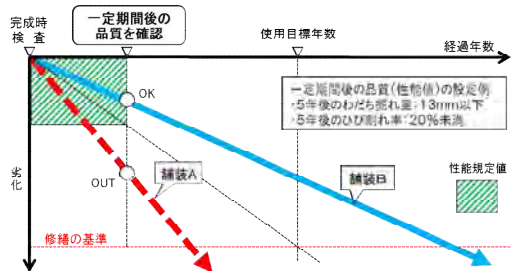 完成時
検 査
一定期間後の
品質を確認
使用目標年数
経過年数
OK
一定期間後の品質(性能値)の設定例
・5年後のわだち掘れ量:13mm以下
・5年後のひび割れ率:20%未満
劣化
OUT
舗装A
舗装B
性能規定値
修繕の基準